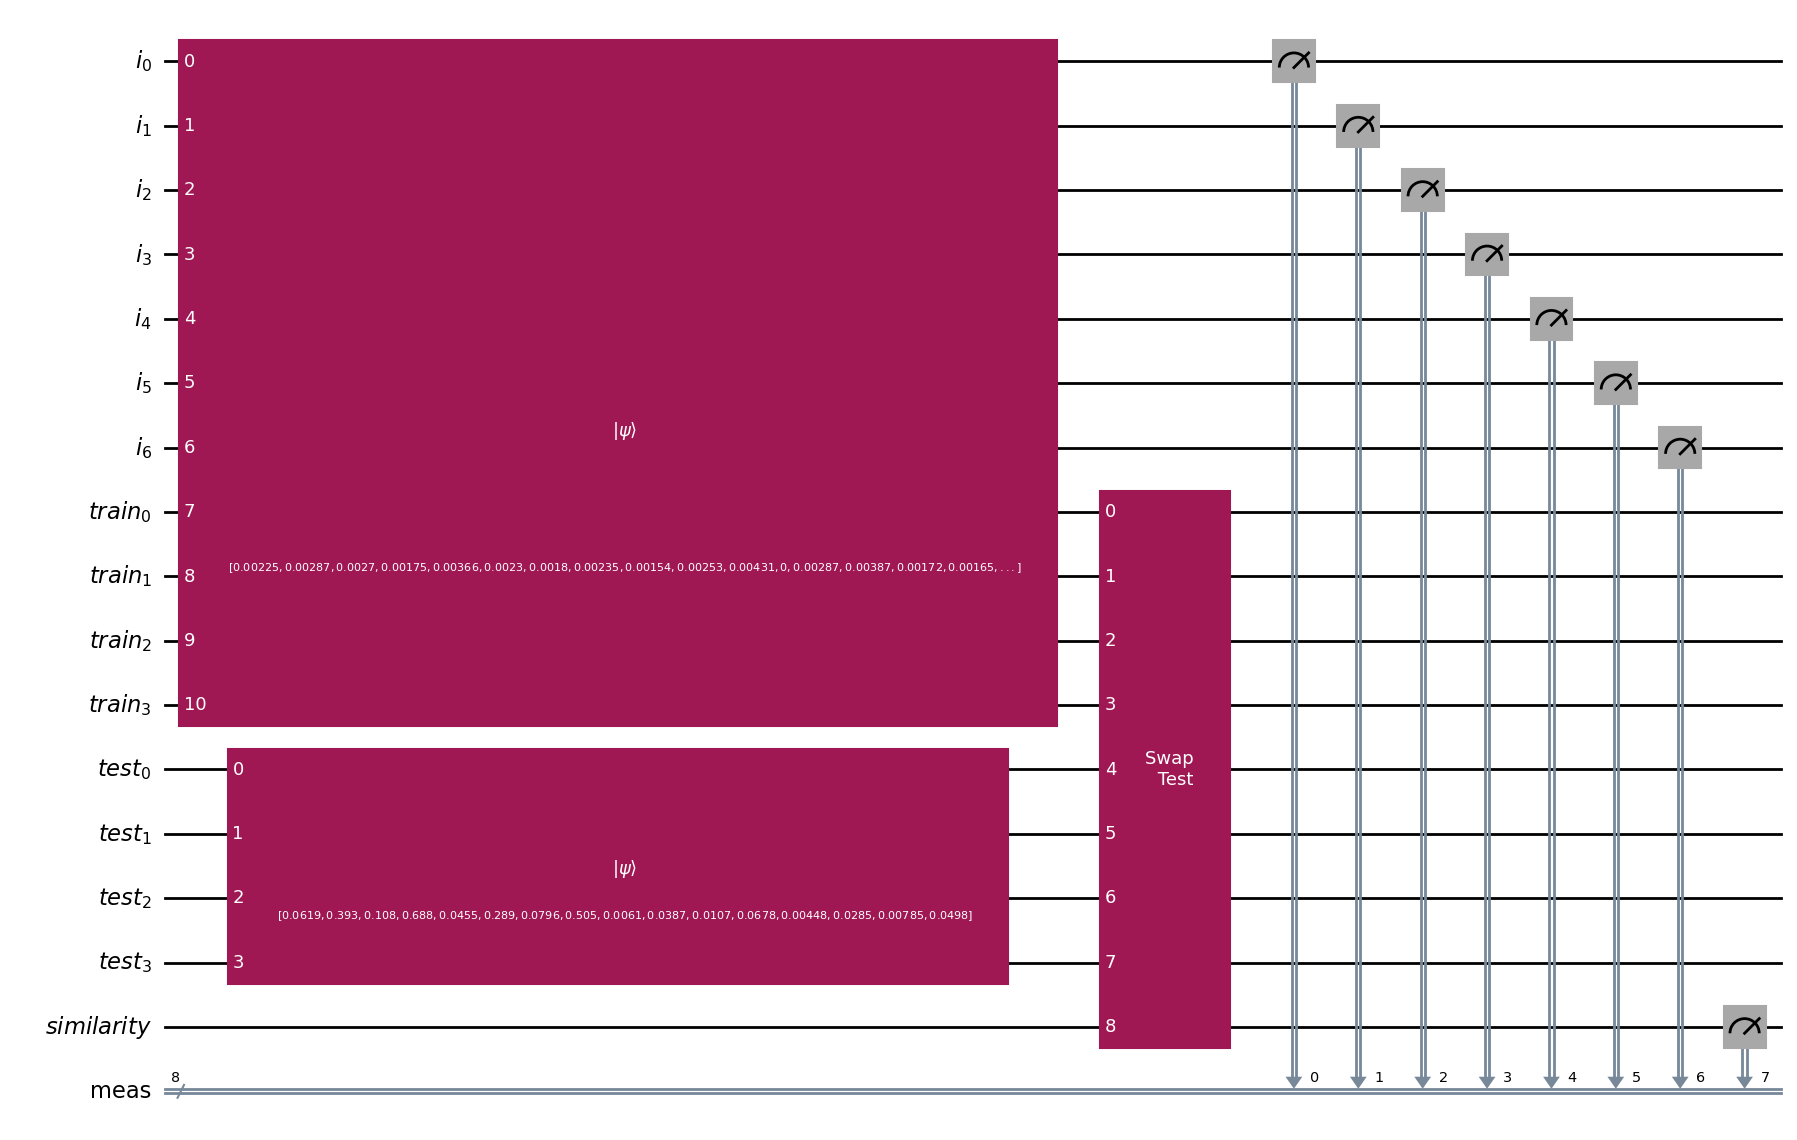 i0 0
i1 1
i2 2
i3 3
i4 4
i5 5
|ψ⟩
i6 6
train0 7 0
[0.00225, 0.00287, 0.0027, 0.00175, 0.00366, 0.0023, 0.0018, 0.00235, 0.00154, 0.00253, 0.00431, 0, 0.00287, 0.00387, 0.00172, 0.00165, ...]
train1 8 1
train2 9 2
train3 10 3
Swap
Test
test0 0 4
test1 1 5
|ψ⟩
test2 2 6
[0.0619, 0.393, 0.108, 0.688, 0.0455, 0.289, 0.0796, 0.505, 0.0061, 0.0387, 0.0107, 0.0678, 0.00448, 0.0285, 0.00785, 0.0498]
test3 3 7
similarity 8
8 0 1 2 3 4 5 6 7
meas